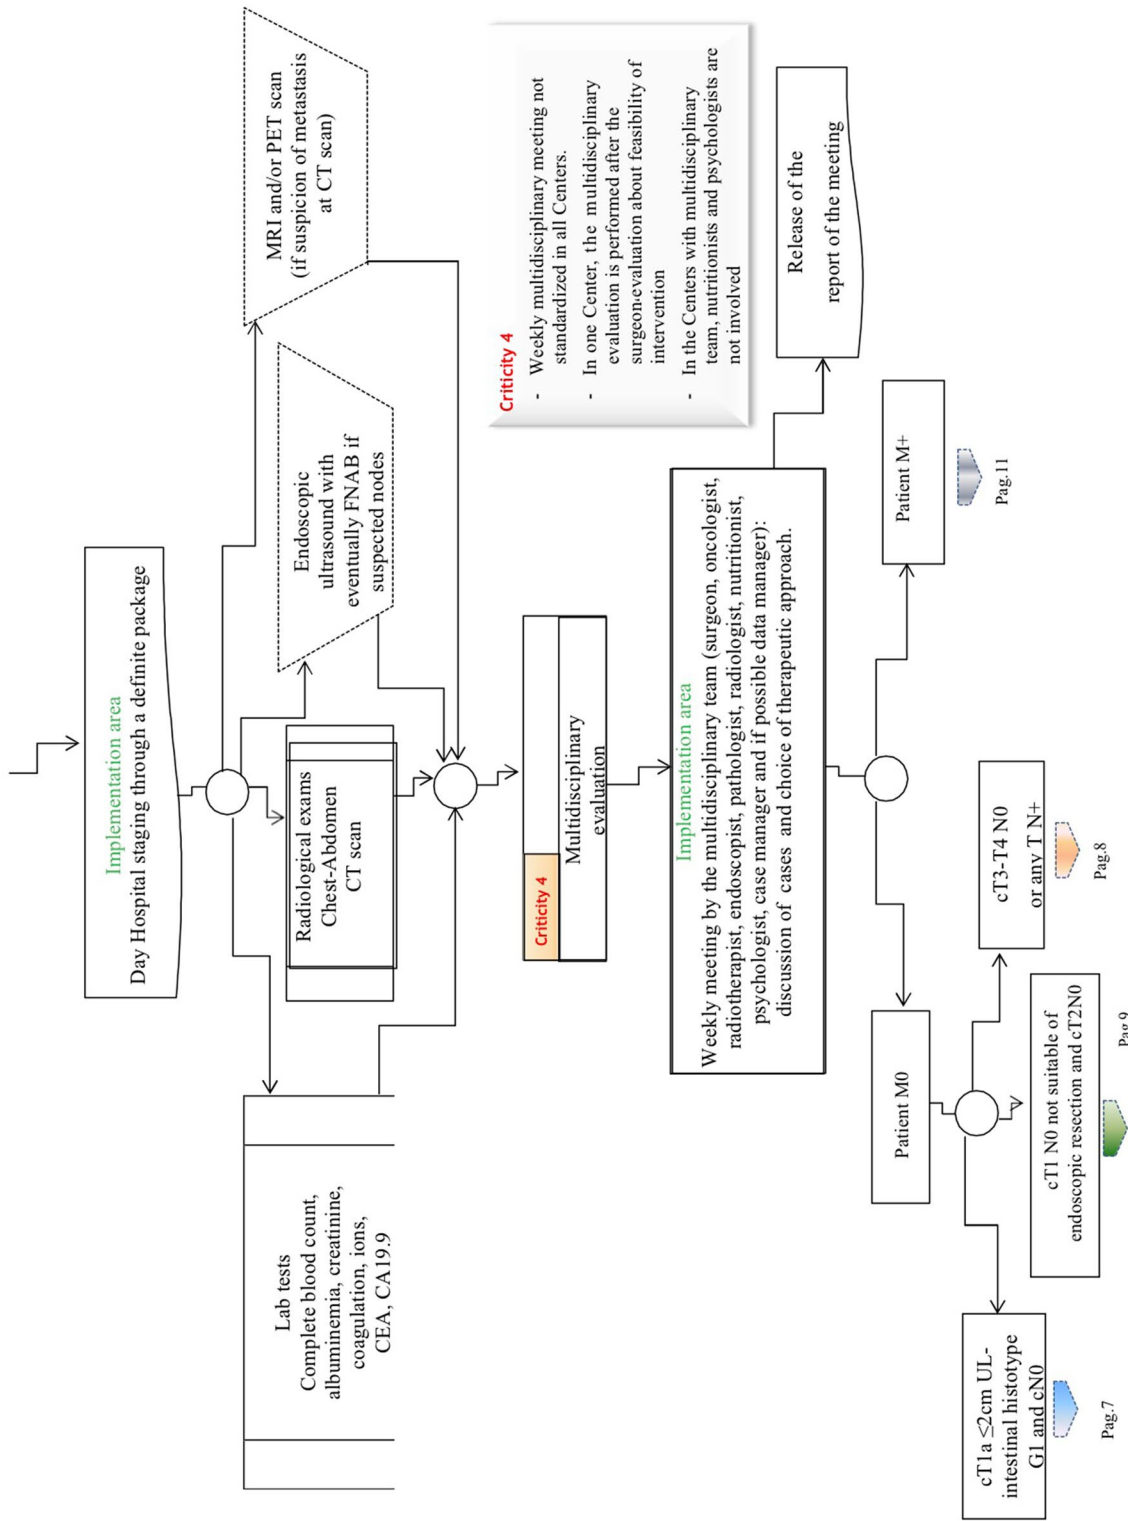 Implementation area
Day Hospital staging through a definite package
Lab tests
Complete blood count,
albuminemia, creatinine,
coagulation, ions,
CEA, CA19.9
Radiological exams
Chest-Abdomen
CT scan
Endoscopic
ultrasound with
eventually FNAB if
suspected nodes
MRI and/or PET scan
(if suspicion of metastasis
at CT scan)
Criticity 4
Multidisciplinary
evaluation
Criticity 4
- Weekly multidisciplinary meeting not
standardized in all Centers.
- In one Center, the multidisciplinary
evaluation is performed after the
surgeon-evaluation about feasibility of
intervention
- In the Centers with multidisciplinary
team, nutritionists and psychologists are
not involved
Implementation area
Weekly meeting by the multidisciplinary team (surgeon, oncologist,
radiotherapist, endoscopist, pathologist, radiologist, nutritionist,
psychologist, case manager and if possible data manager):
discussion of cases and choice of therapeutic approach.
Release of the
report of the meeting
Patient M0
Patient M+
Pag.11
cT1a ≤2cm UL-
intestinal histotype
G1 and cN0
Pag.7
cT1 N0 not suitable of
endoscopic resection and cT2N0
Pag.9
cT3-T4 N0
or any T N+
Pag.8